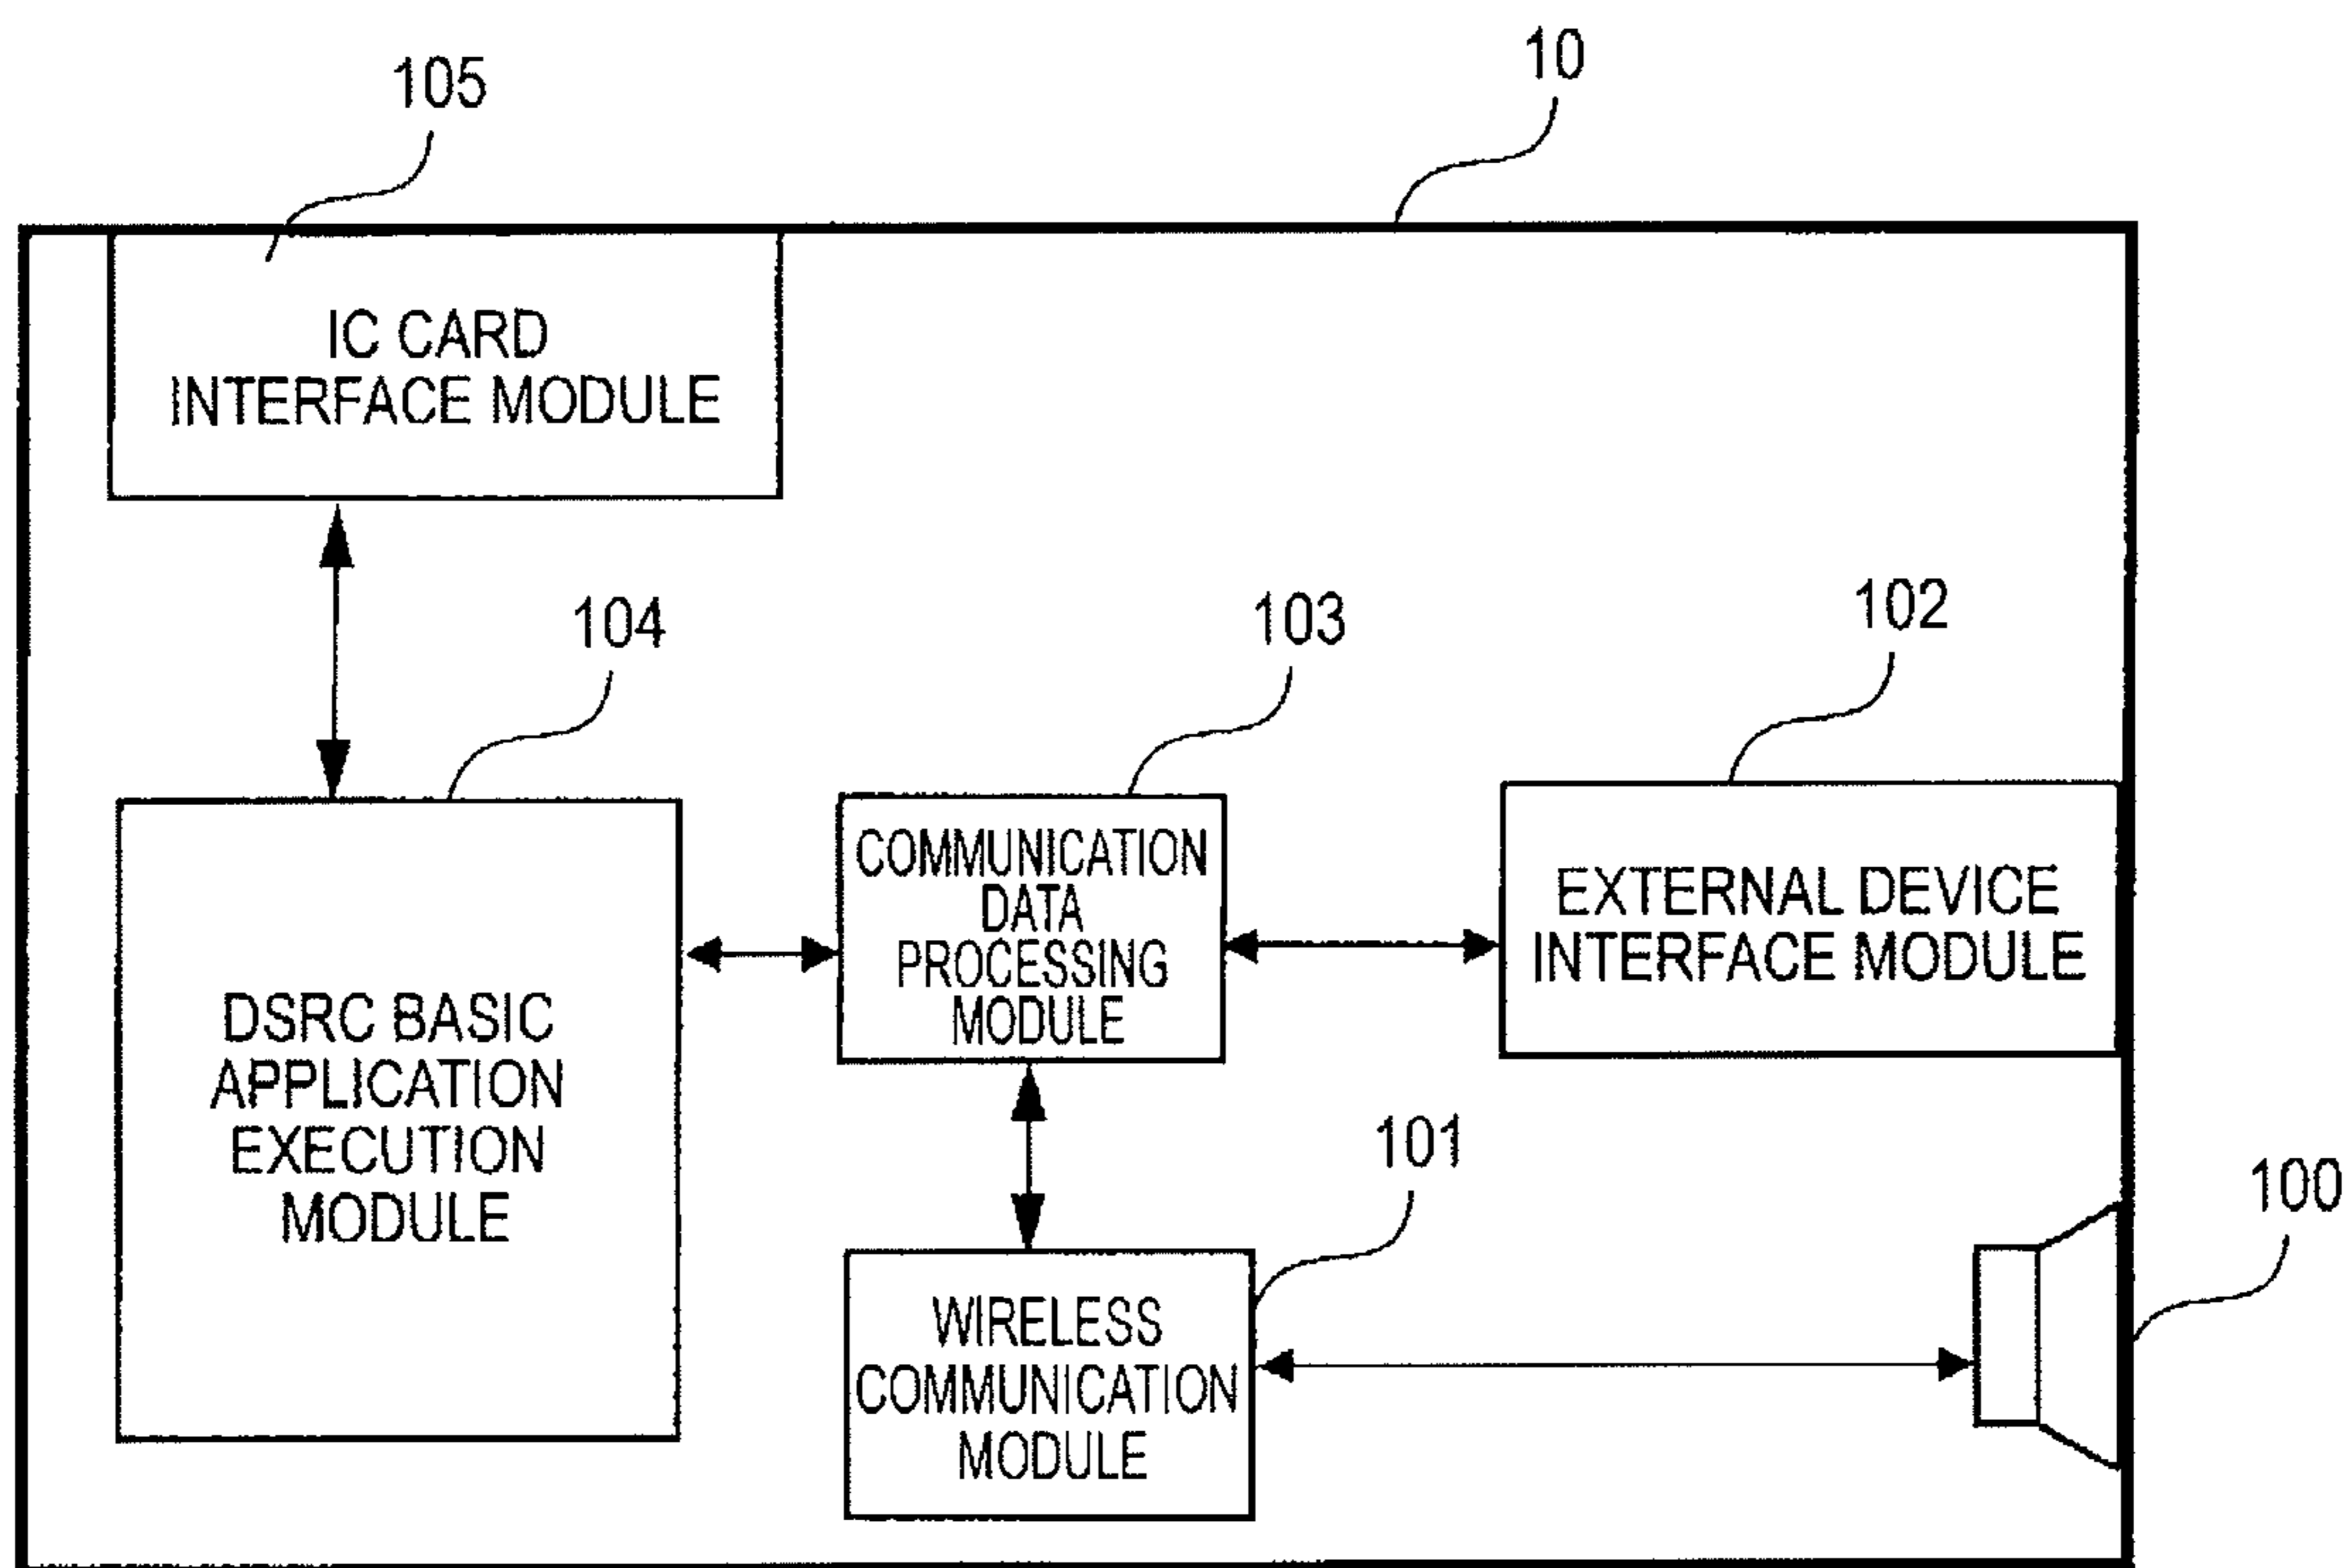 10
105
IC CARD
INTERFACE MODULE
104
103
102
COMMUNICATION
DATA
PROCESSING
MODULE
EXTERNAL DEVICE
INTERFACE MODULE
DSRC BASIC
APPLICATION
EXECUTION
MODULE
101
100
WIRELESS
COMMUNICATION
MODULE